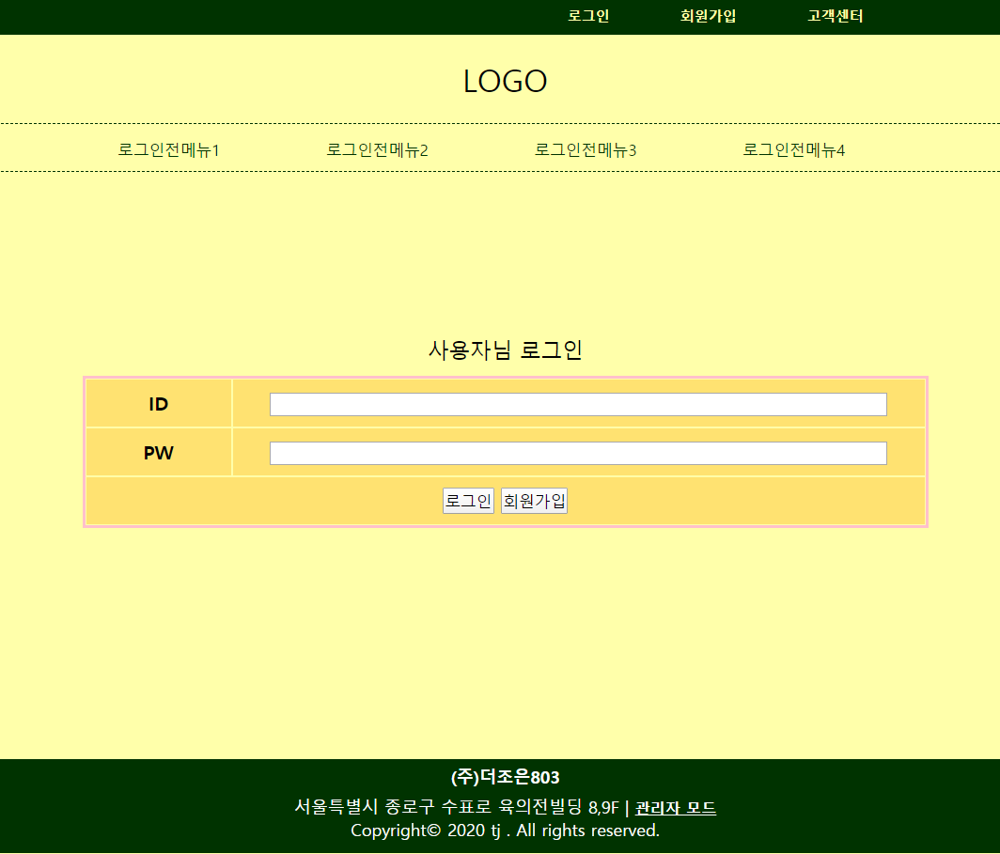 로그인 회원가입 고객센터
LOGO
로그인전메뉴1 로그인전메뉴2 로그인전메뉴3 로그인전메뉴4
사용자님 로그인
ID
PW
로그인 회원가입
(주)더조은803
서울특별시 종로구 수표로 육의전빌딩 8,9F | 관리자 모드
Copyright© 2020 tj . All rights reserved.